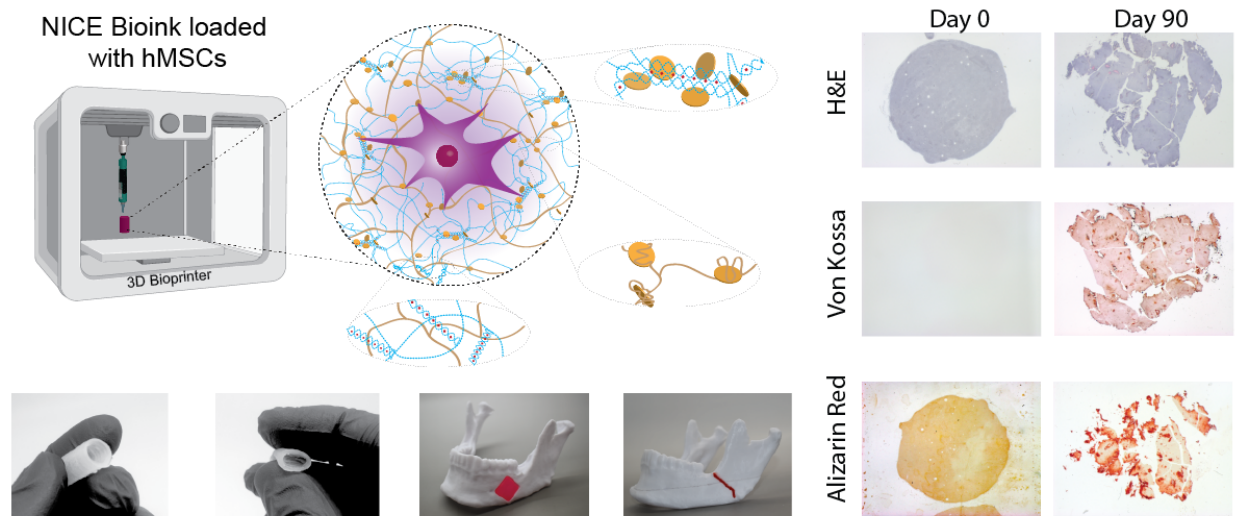 NICE Bioink loaded
with hMSCs
3D Bioprinter
Day 0
Day 90
H&E
Von Kossa
Alizarin Red